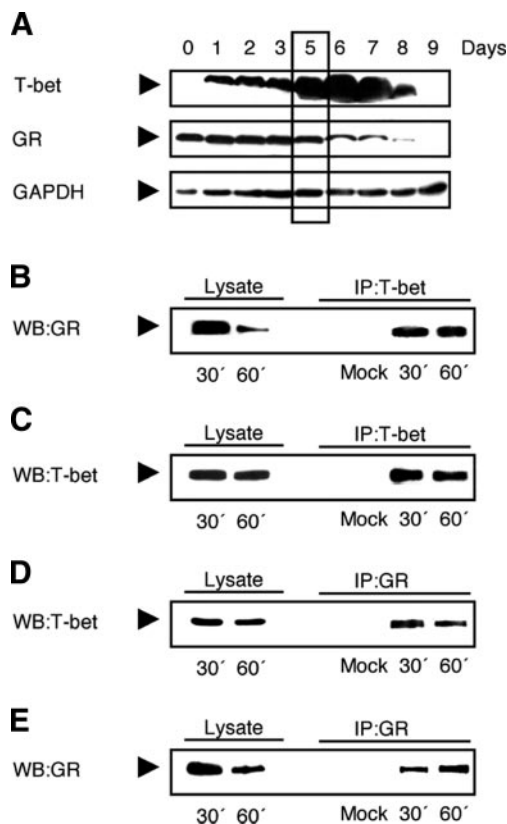 A
0 1 2 3 5 6 7 8 9 Days
T-bet
GR
GAPDH
B
Lysate IP:T-bet
WB:GR
30´ 60´ Mock 30´ 60´
C
Lysate IP:T-bet
WB:T-bet
30´ 60´ Mock 30´ 60´
D
Lysate IP:GR
WB:T-bet
30´ 60´ Mock 30´ 60´
E
Lysate IP:GR
WB:GR
30´ 60´ Mock 30´ 60´